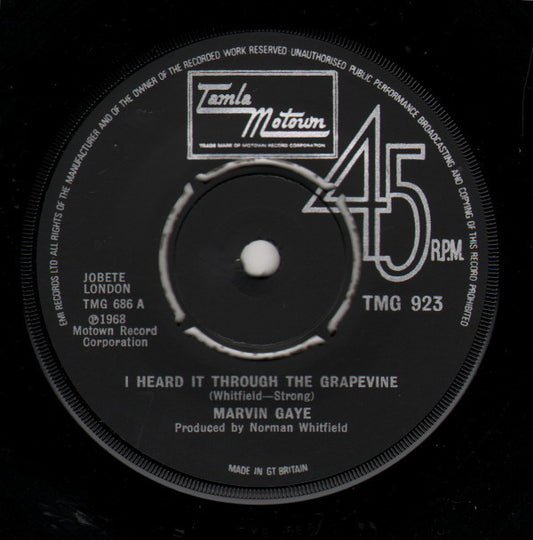 EMI RECORDS LTD ALL RIGHTS OF THE MANUFACTURER AND OF THE OWNER OF THE RECORDED WORK RESERVED·UNAUTHORISED PUBLIC PERFORMANCE BROADCASTING AND COPYING OF THIS RECORD PROHIBITED
Tamla
Motown
TRADE MARK OF MOTOWN RECORD CORPORATION
45
R.P.M.
JOBETE
LONDON
TMG 686 A
℗1968
Motown Record
Corporation
TMG 923
I HEARD IT THROUGH THE GRAPEVINE
(Whitfield—Strong)
MARVIN GAYE
Produced by Norman Whitfield
MADE IN GT BRITAIN